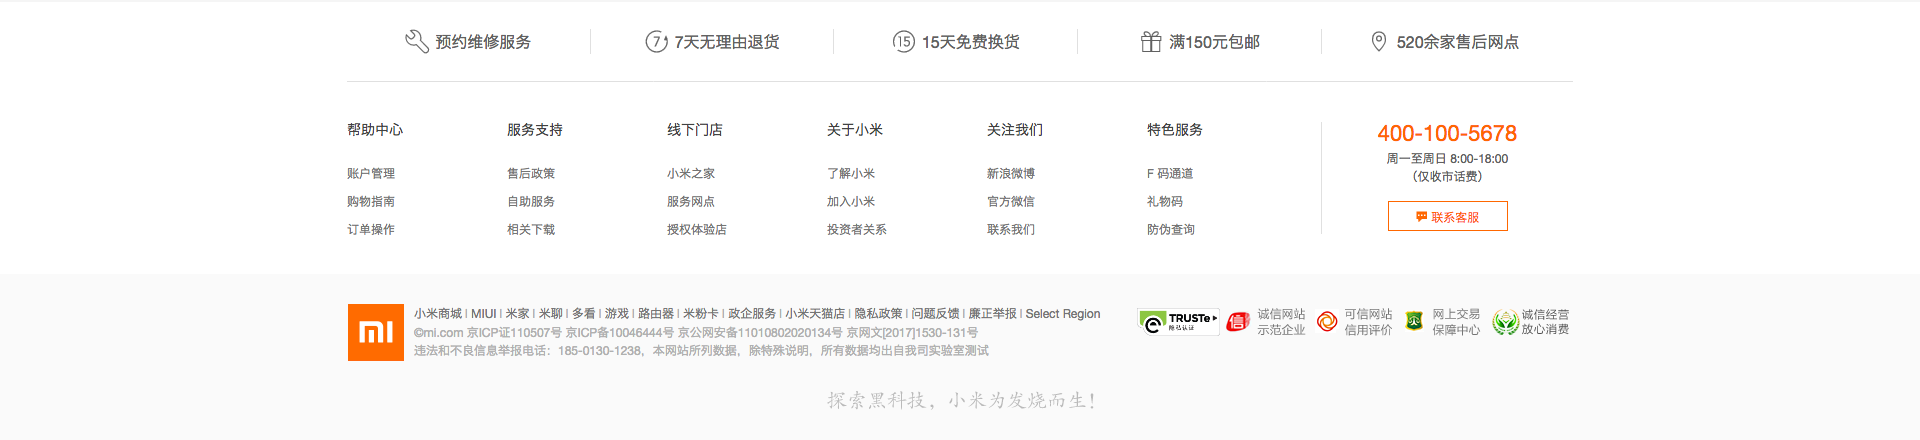 预约维修服务
7 7天无理由退货
15 15天免费换货
满150元包邮
520余家售后网点
帮助中心
账户管理
购物指南
订单操作
服务支持
售后政策
自助服务
相关下载
线下门店
小米之家
服务网点
授权体验店
关于小米
了解小米
加入小米
投资者关系
关注我们
新浪微博
官方微信
联系我们
特色服务
F 码通道
礼物码
防伪查询
400-100-5678
周一至周日 8:00-18:00
（仅收市话费）
联系客服
mi
小米商城 | MIUI | 米家 | 米聊 | 多看 | 游戏 | 路由器 | 米粉卡 | 政企服务 | 小米天猫店 | 隐私政策 | 问题反馈 | 廉正举报 | Select Region
©mi.com 京ICP证110507号 京ICP备10046444号 京公网安备11010802020134号 京网文[2017]1530-131号
违法和不良信息举报电话：185-0130-1238，本网站所列数据，除特殊说明，所有数据均出自我司实验室测试
TRUSTe
隐私认证
信
诚信网站
示范企业
可信网站
信用评价
网上交易
保障中心
诚信经营
放心消费
探索黑科技，小米为发烧而生！